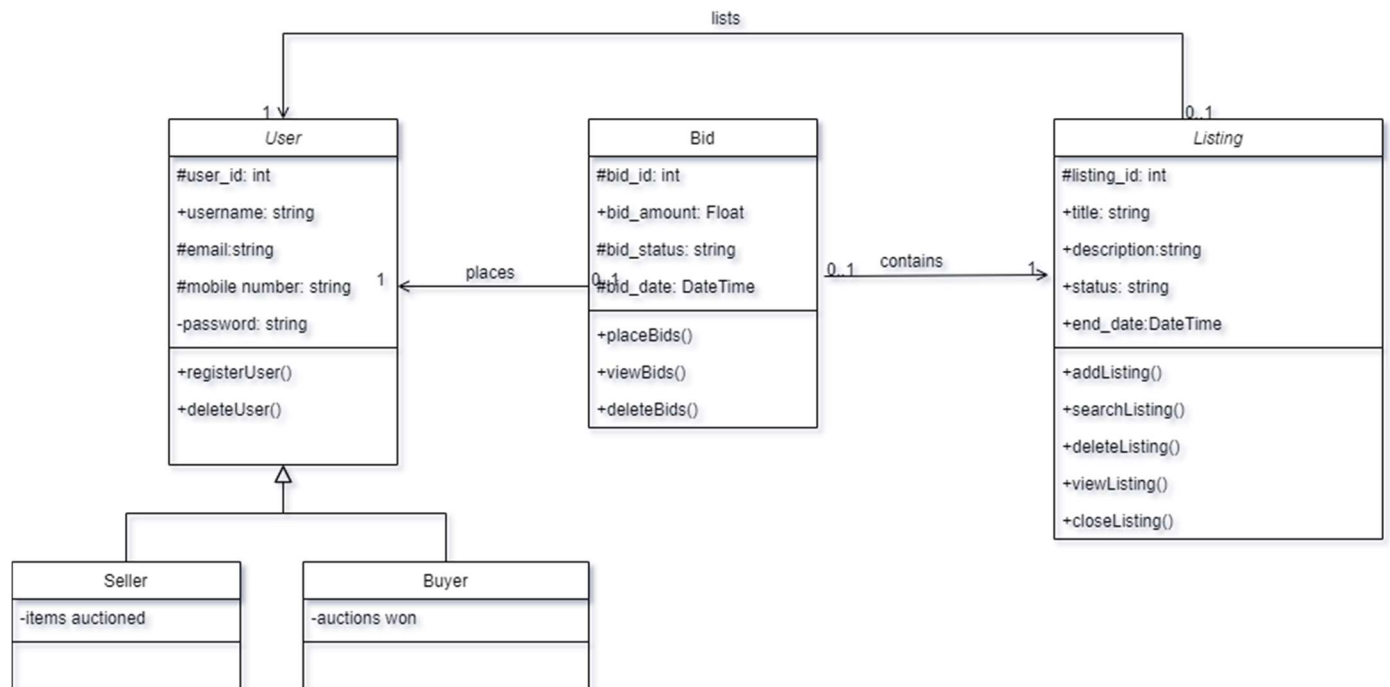 lists
1
0..1
User
#user_id: int
+username: string
#email:string
#mobile number: string
-password: string
+registerUser()
+deleteUser()
1
places
0..1
Bid
#bid_id: int
+bid_amount: Float
#bid_status: string
#bid_date: DateTime
+placeBids()
+viewBids()
+deleteBids()
0..1
contains
1
Listing
#listing_id: int
+title: string
+description:string
+status: string
+end_date:DateTime
+addListing()
+searchListing()
+deleteListing()
+viewListing()
+closeListing()
Seller
-items auctioned
Buyer
-auctions won